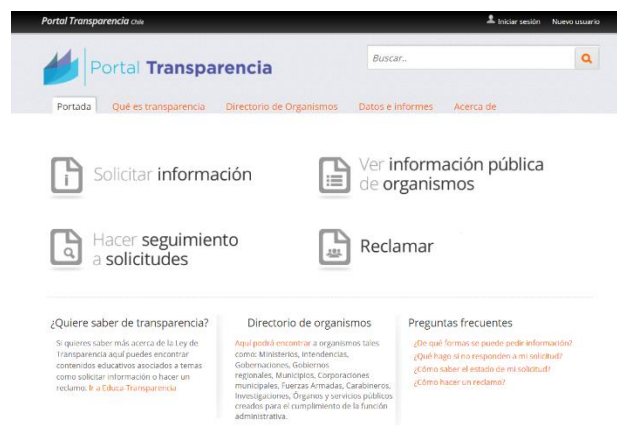 Portal Transparencia Chile
Iniciar sesión Nuevo usuario
Portal Transparencia
Buscar..
Portada Qué es transparencia Directorio de Organismos Datos e informes Acerca de
Solicitar información
Ver información pública
de organismos
Hacer seguimiento
a solicitudes
Reclamar
¿Quiere saber de transparencia?
Si quieres saber más acerca de la Ley de
Transparencia aquí puedes encontrar
contenidos educativos asociados a temas
como solicitar información o hacer un
reclamo. Ir a Educa Transparencia
Directorio de organismos
Aquí podrá encontrar a organismos tales
como: Ministerios, Intendencias,
Gobernaciones, Gobiernos
regionales, Municipios, Corporaciones
municipales, Fuerzas Armadas, Carabineros,
Investigaciones, Órganos y servicios públicos
creados para el cumplimiento de la función
administrativa.
Preguntas frecuentes
¿De qué formas se puede pedir información?
¿Qué hago si no responden a mi solicitud?
¿Cómo saber el estado de mi solicitud?
¿Cómo hacer un reclamo?